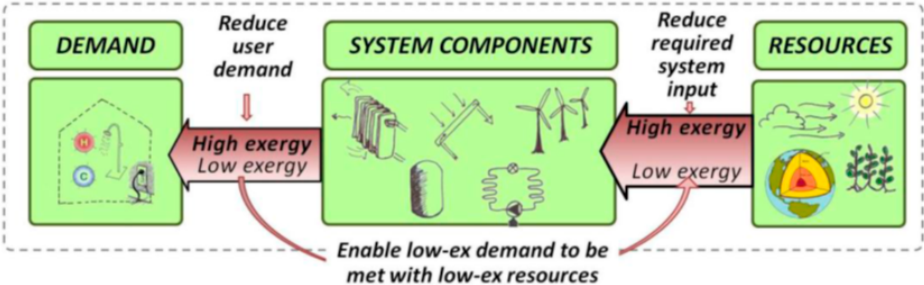 DEMAND
Reduce
user
demand
SYSTEM COMPONENTS
Reduce
required
system
input
RESOURCES
High exergy
Low exergy
High exergy
Low exergy
H
C
Enable low-ex demand to be
met with low-ex resources